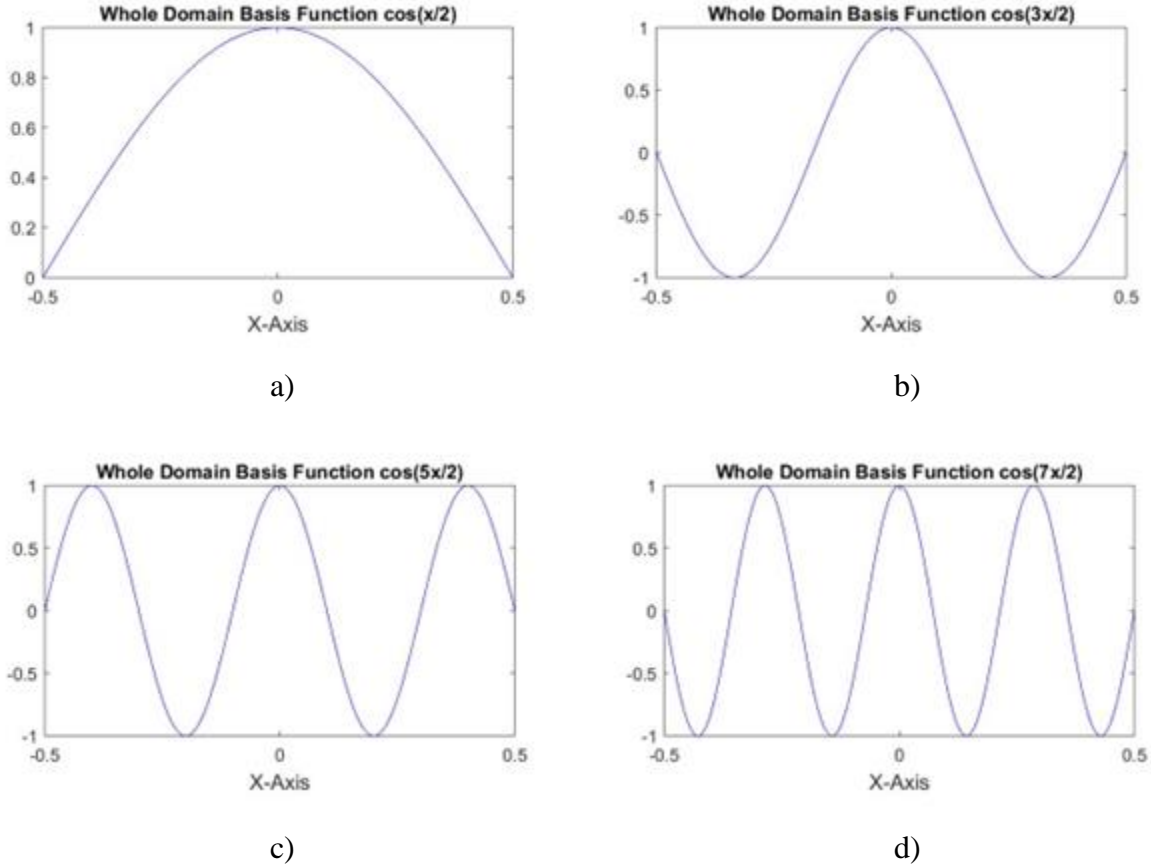 Whole Domain Basis Function cos(x/2)
1
0.8
0.6
0.4
0.2
0
-0.5
0
0.5
X-Axis
a)
Whole Domain Basis Function cos(3x/2)
1
0.5
0
-0.5
-1
-0.5
0
0.5
X-Axis
b)
Whole Domain Basis Function cos(5x/2)
1
0.5
0
-0.5
-1
-0.5
0
0.5
X-Axis
c)
Whole Domain Basis Function cos(7x/2)
1
0.5
0
-0.5
-1
-0.5
0
0.5
X-Axis
d)